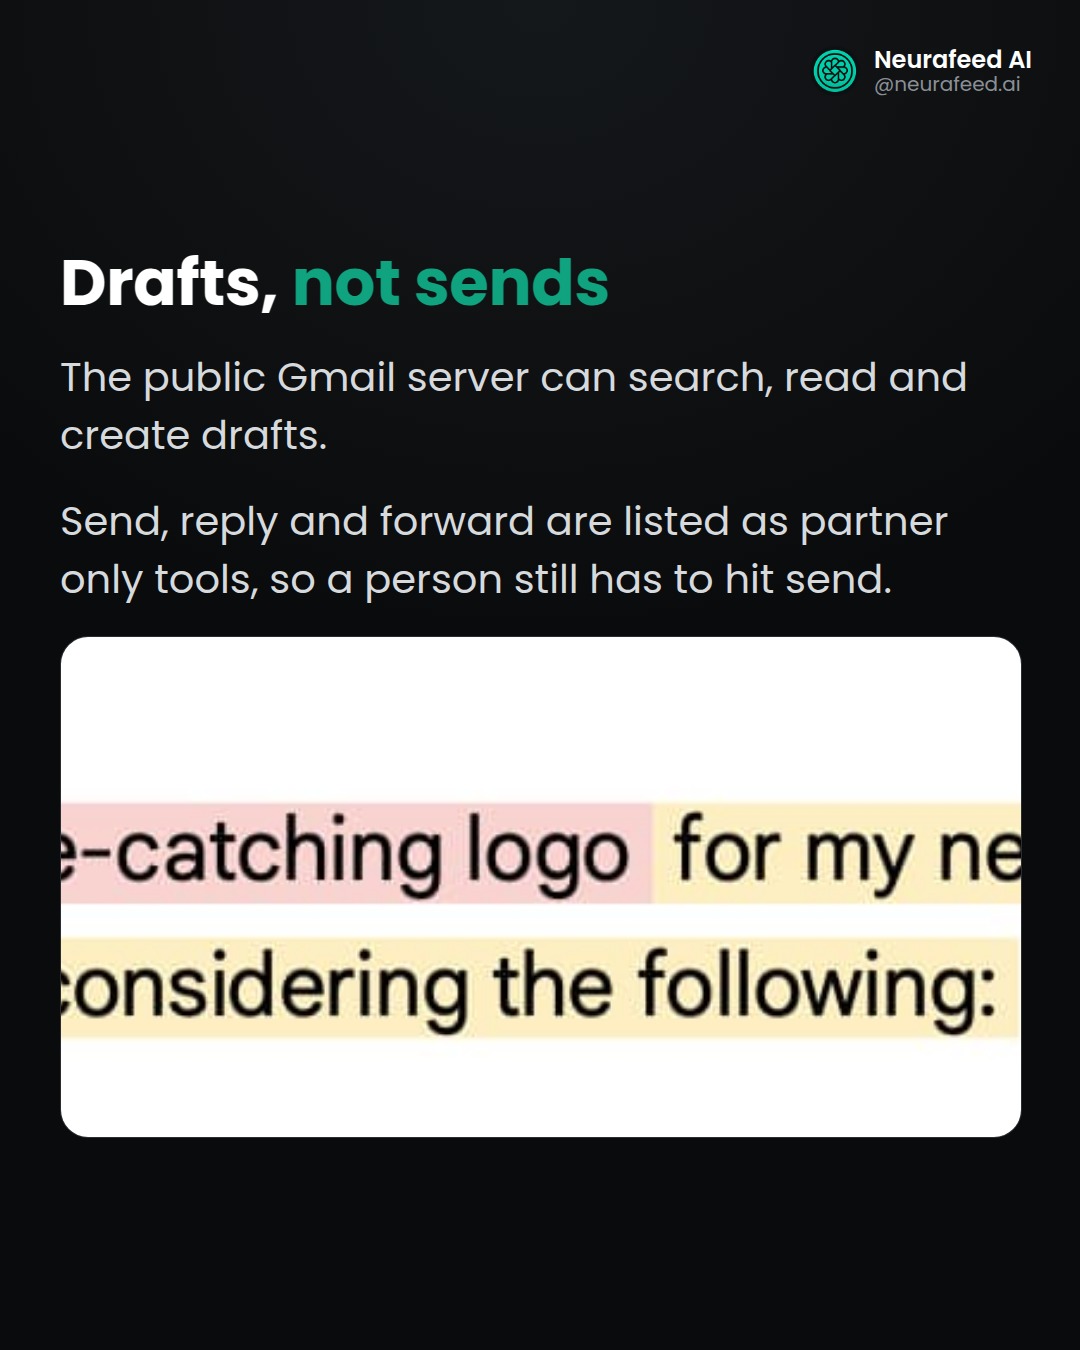 Neurafeed AI
@neurafeed.ai
Drafts, not sends
The public Gmail server can search, read and
create drafts.
Send, reply and forward are listed as partner
only tools, so a person still has to hit send.
e-catching logo for my ne
considering the following: